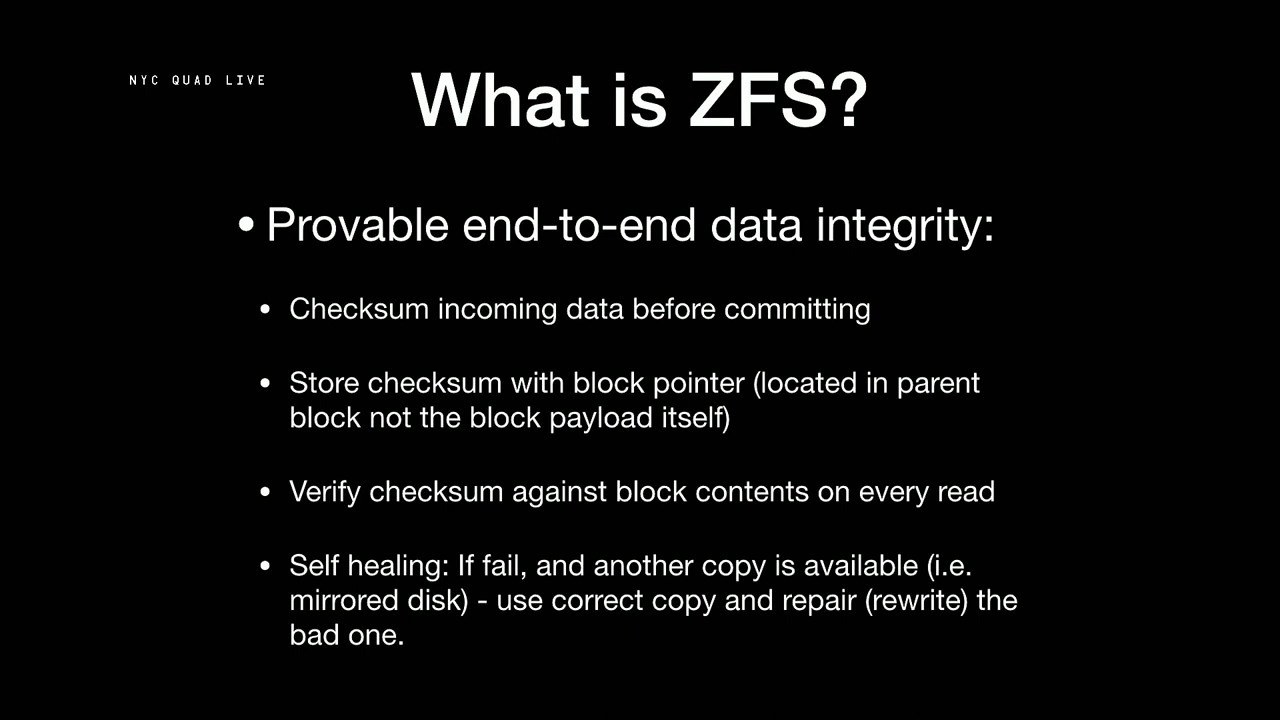 NYC QUAD LIVE
What is ZFS?
• Provable end-to-end data integrity:
• Checksum incoming data before committing
• Store checksum with block pointer (located in parent
block not the block payload itself)
• Verify checksum against block contents on every read
• Self healing: If fail, and another copy is available (i.e.
mirrored disk) - use correct copy and repair (rewrite) the
bad one.